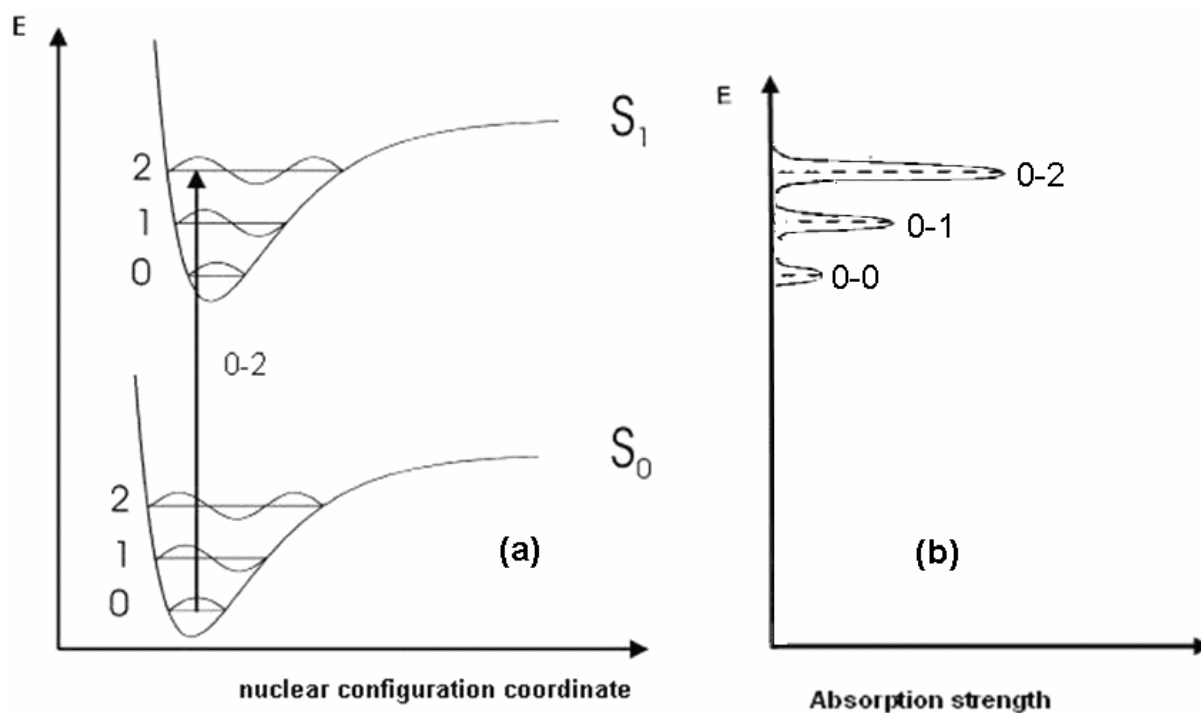 E
S1
2
1
0
0-2
S0
2
1
0
(a)
nuclear configuration coordinate
E
0-2
0-1
0-0
(b)
Absorption strength